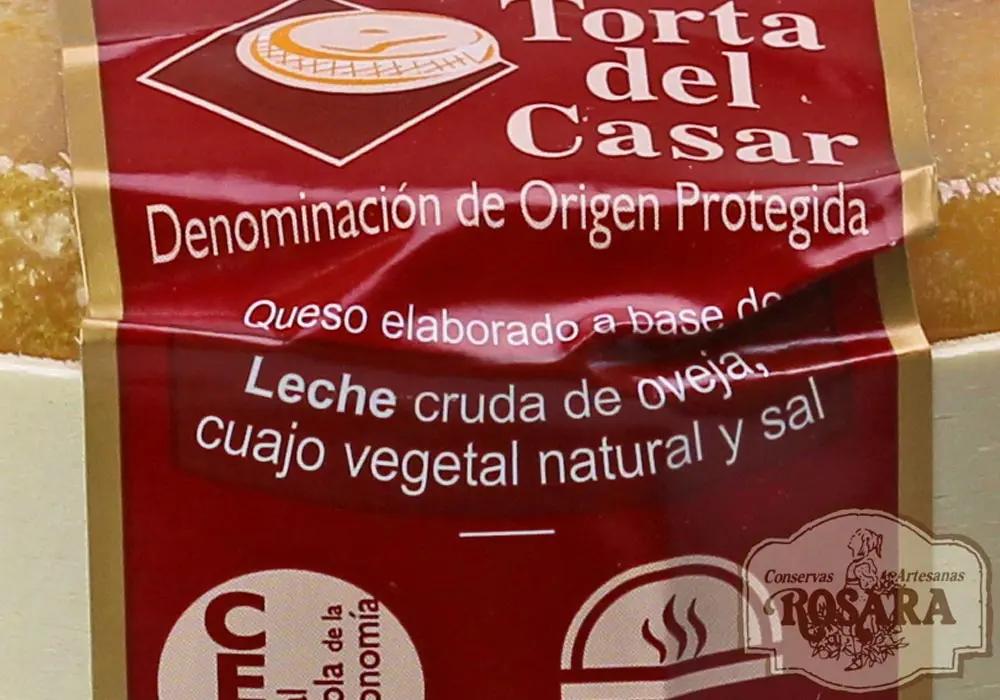 Torta
del
Casar
Denominación de Origen Protegida
Queso elaborado a base de
Leche cruda de oveja,
cuajo vegetal natural y sal
Conservas Artesanas
ROSARA